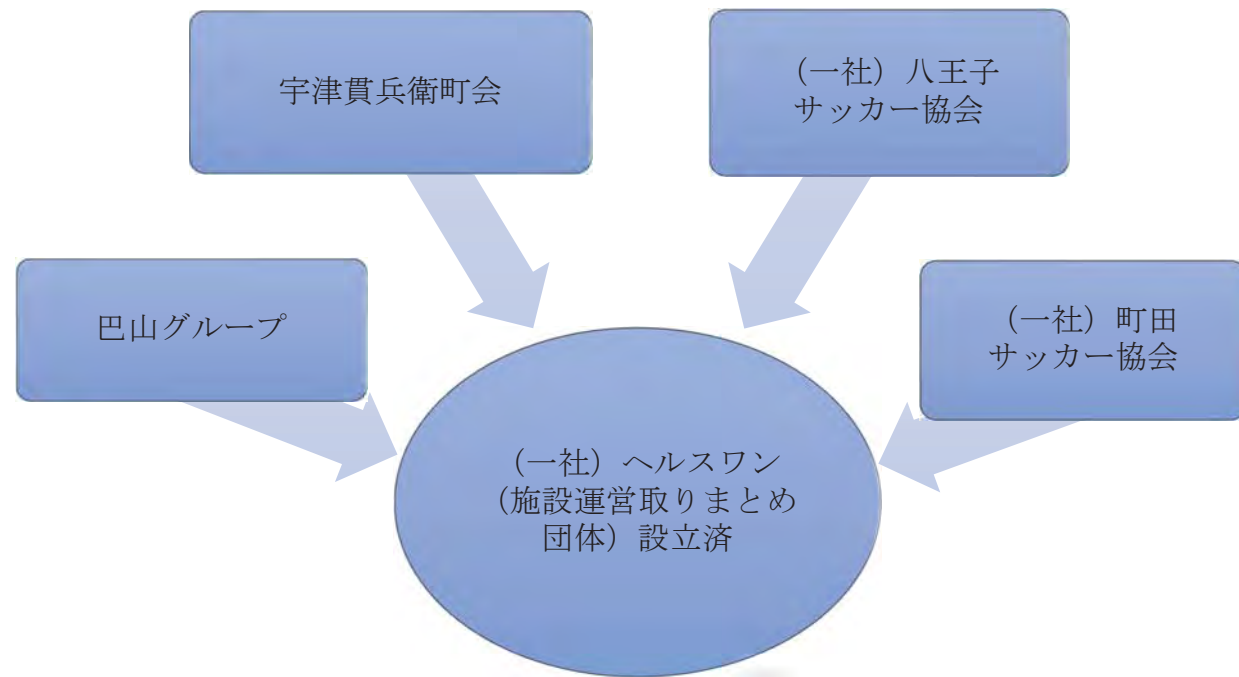 宇津貫兵衛町会
（一社）八王子
サッカー協会
巴山グループ
（一社）町田
サッカー協会
（一社）ヘルスワン
（施設運営取りまとめ
団体）設立済